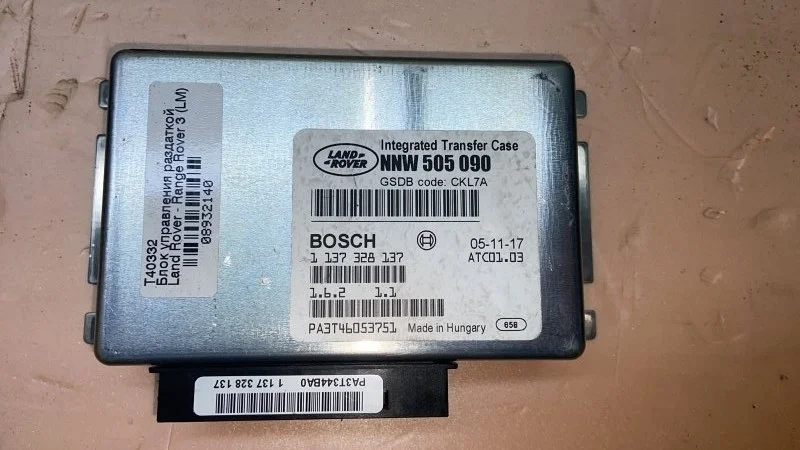 T40332
Блок управления раздаткой
Land Rover - Range Rover 3 (LM)
08932140
LAND
ROVER
Integrated Transfer Case
NNW 505 090
GSDB code: CKL7A
BOSCH 05-11-17
1 137 328 137 ATC01.03
1.6.2 1.1
PA3T46053751 Made in Hungary 658
PA3T344BA0 1 137 328 137